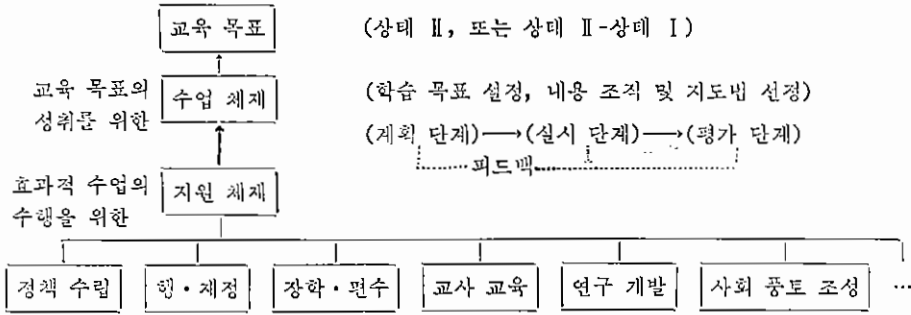 교육 목표 (상태 Ⅱ, 또는 상태 Ⅱ-상태 Ⅰ)
교육 목표의
성취를 위한
수업 체제 (학습 목표 설정, 내용 조직 및 지도법 선정)
(계획 단계)→(실시 단계)→(평가 단계)
피드백
효과적 수업의
수행을 위한
지원 체제
정책 수립 행·재정 장학·편수 교사 교육 연구 개발 사회 풍토 조성 …